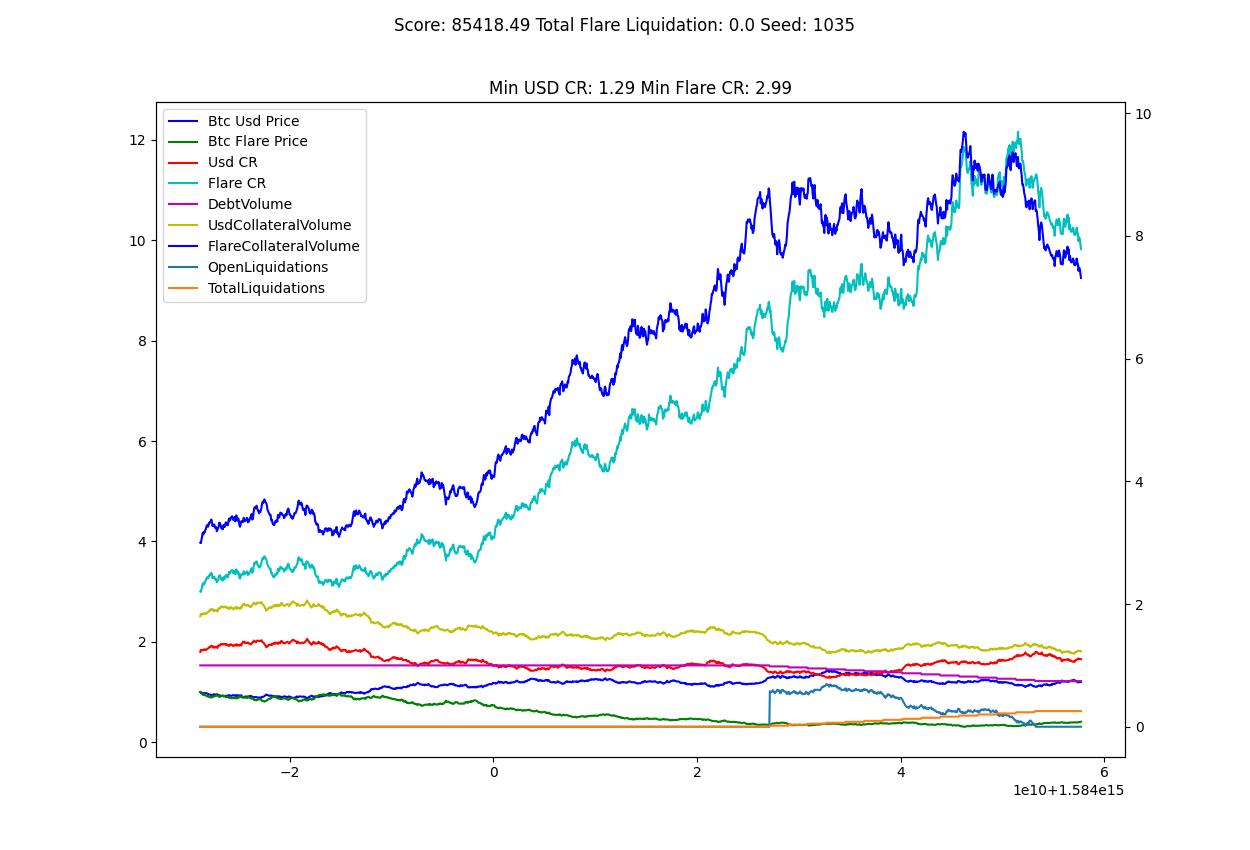 Score: 85418.49 Total Flare Liquidation: 0.0 Seed: 1035
Min USD CR: 1.29 Min Flare CR: 2.99
Btc Usd Price
Btc Flare Price
Usd CR
Flare CR
DebtVolume
UsdCollateralVolume
FlareCollateralVolume
OpenLiquidations
TotalLiquidations
12
10
8
6
4
2
0
10
8
6
4
2
0
−2
0
2
4
6
1e10+1.584e15